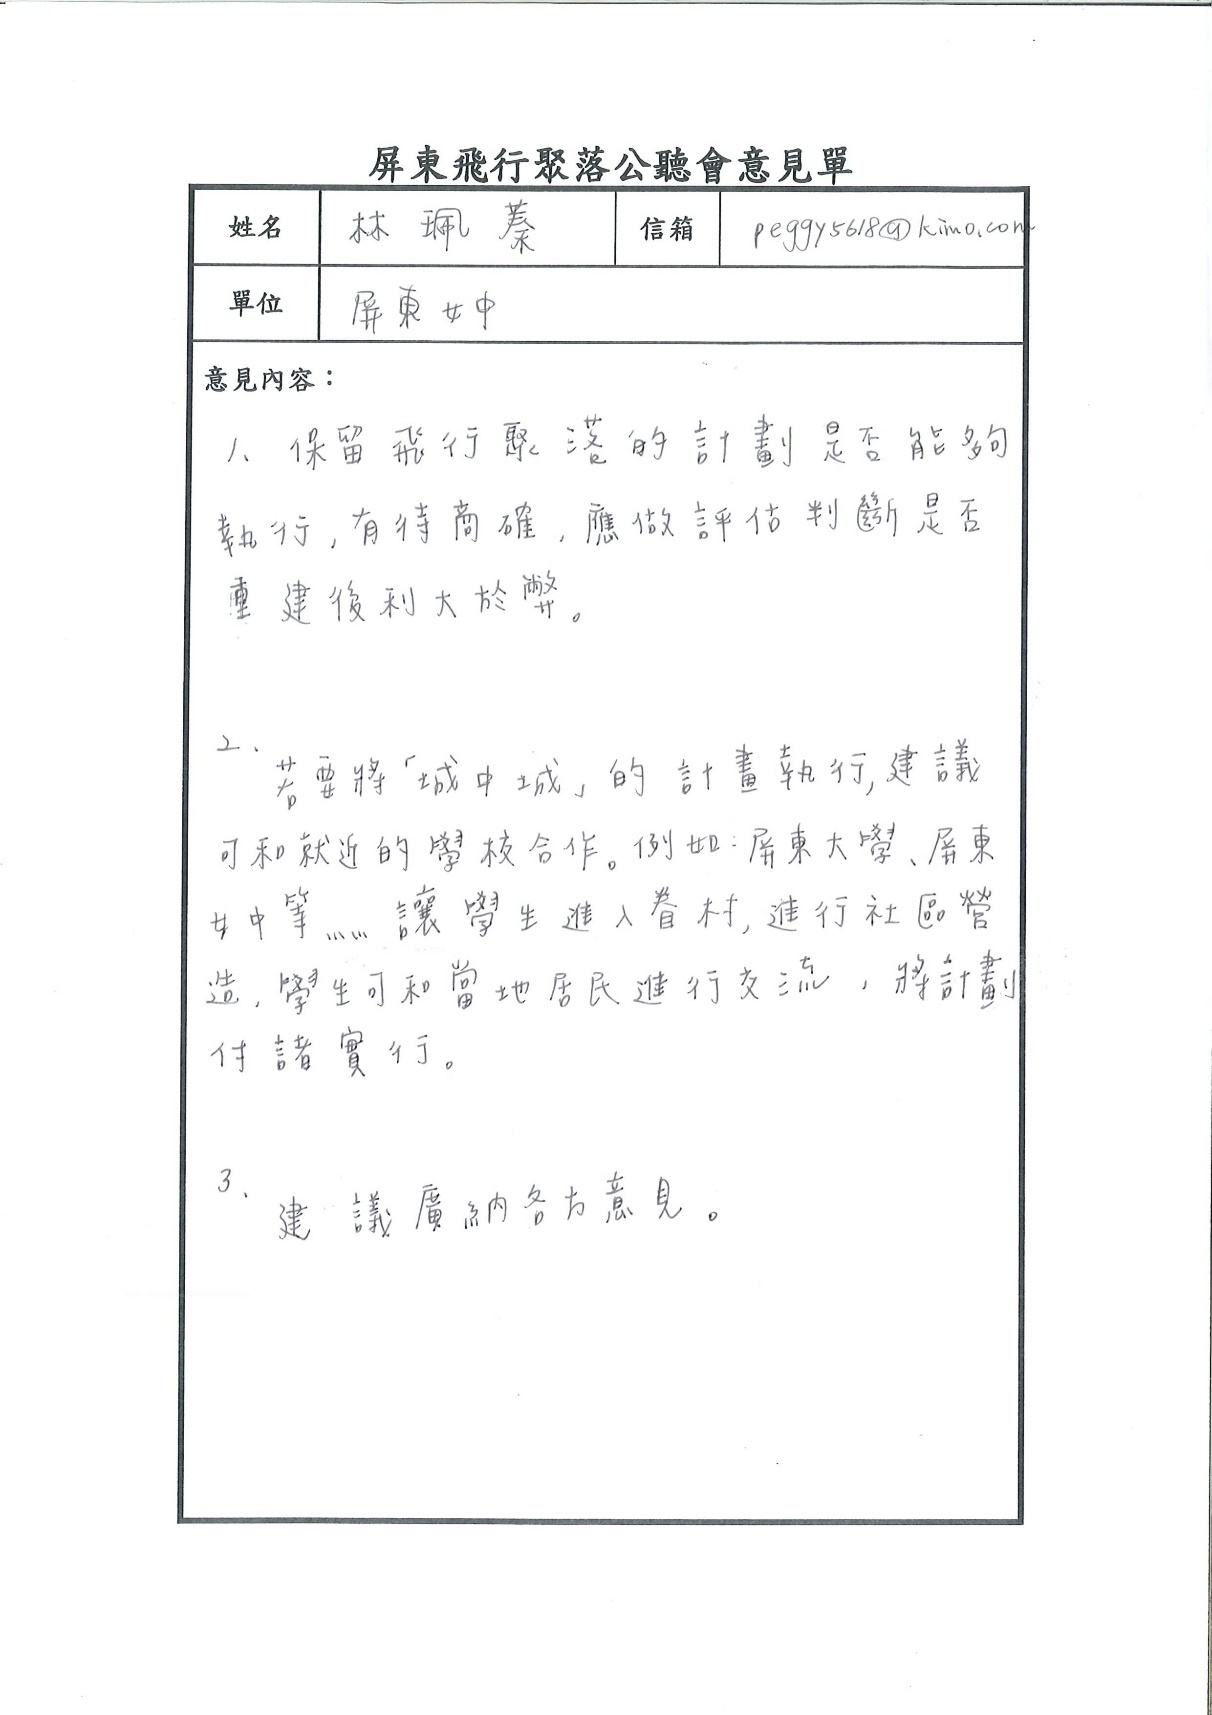 屏東飛行聚落公聽會意見單
姓名 林珮蓁 信箱 peggy5618@kimo.com
單位 屏東女中
意見內容：
1、保留飛行聚落的計劃是否能夠
執行，有待商確，應做評估判斷是否
重建後利大於弊。
2、若要將「城中城」的計畫執行，建議
可和就近的學校合作。例如：屏東大學、屏東
女中等…… 讓學生進入眷村，進行社區營
造，學生可和當地居民進行交流，將計劃
付諸實行。
3、建議廣納各方意見。